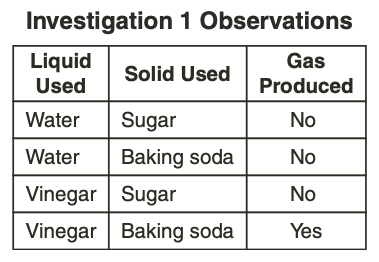 Investigation 1 Observations
Liquid Used
Solid Used
Gas Produced
Water Sugar No
Water Baking soda No
Vinegar Sugar No
Vinegar Baking soda Yes